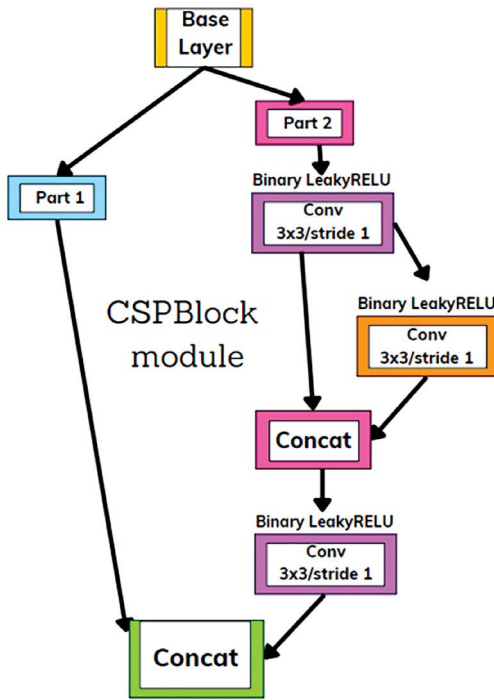 Base
Layer
Part 2
Part 1
Binary LeakyRELU
Conv
3x3/stride 1
CSPBlock
module
Binary LeakyRELU
Conv
3x3/stride 1
Concat
Binary LeakyRELU
Conv
3x3/stride 1
Concat